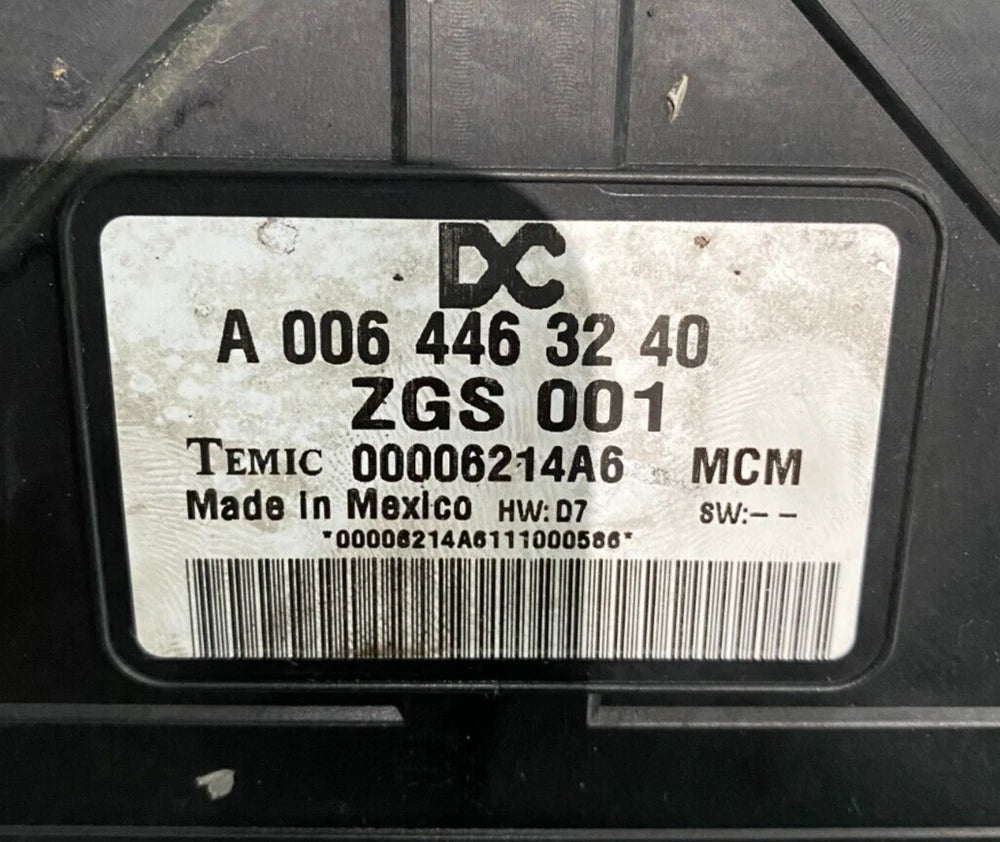 DC
A 006 446 32 40
ZGS 001
TEMIC 00006214A6 MCM
Made in Mexico HW: D7 SW:– –
*00006214A6111000586*